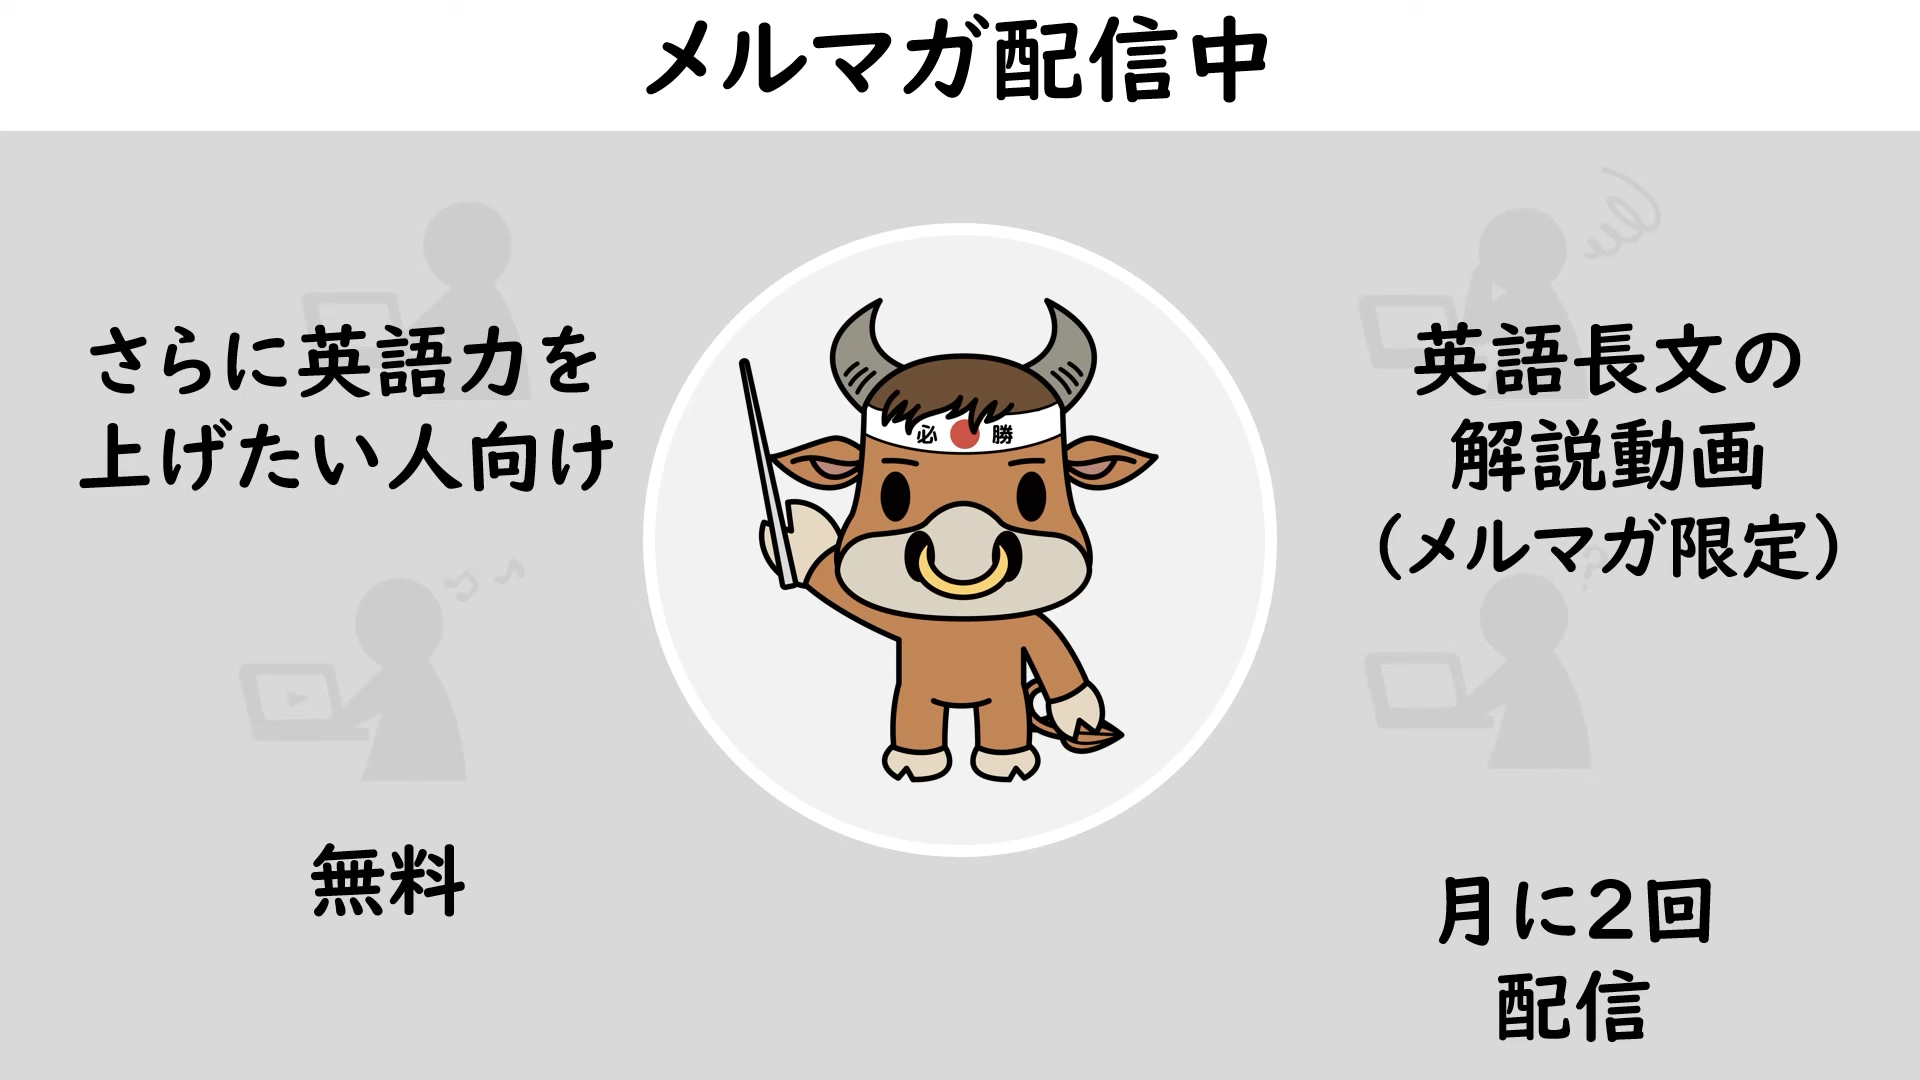 メルマガ配信中
さらに英語力を
上げたい人向け
必 勝
英語長文の
解説動画
(メルマガ限定)
無料
月に2回
配信